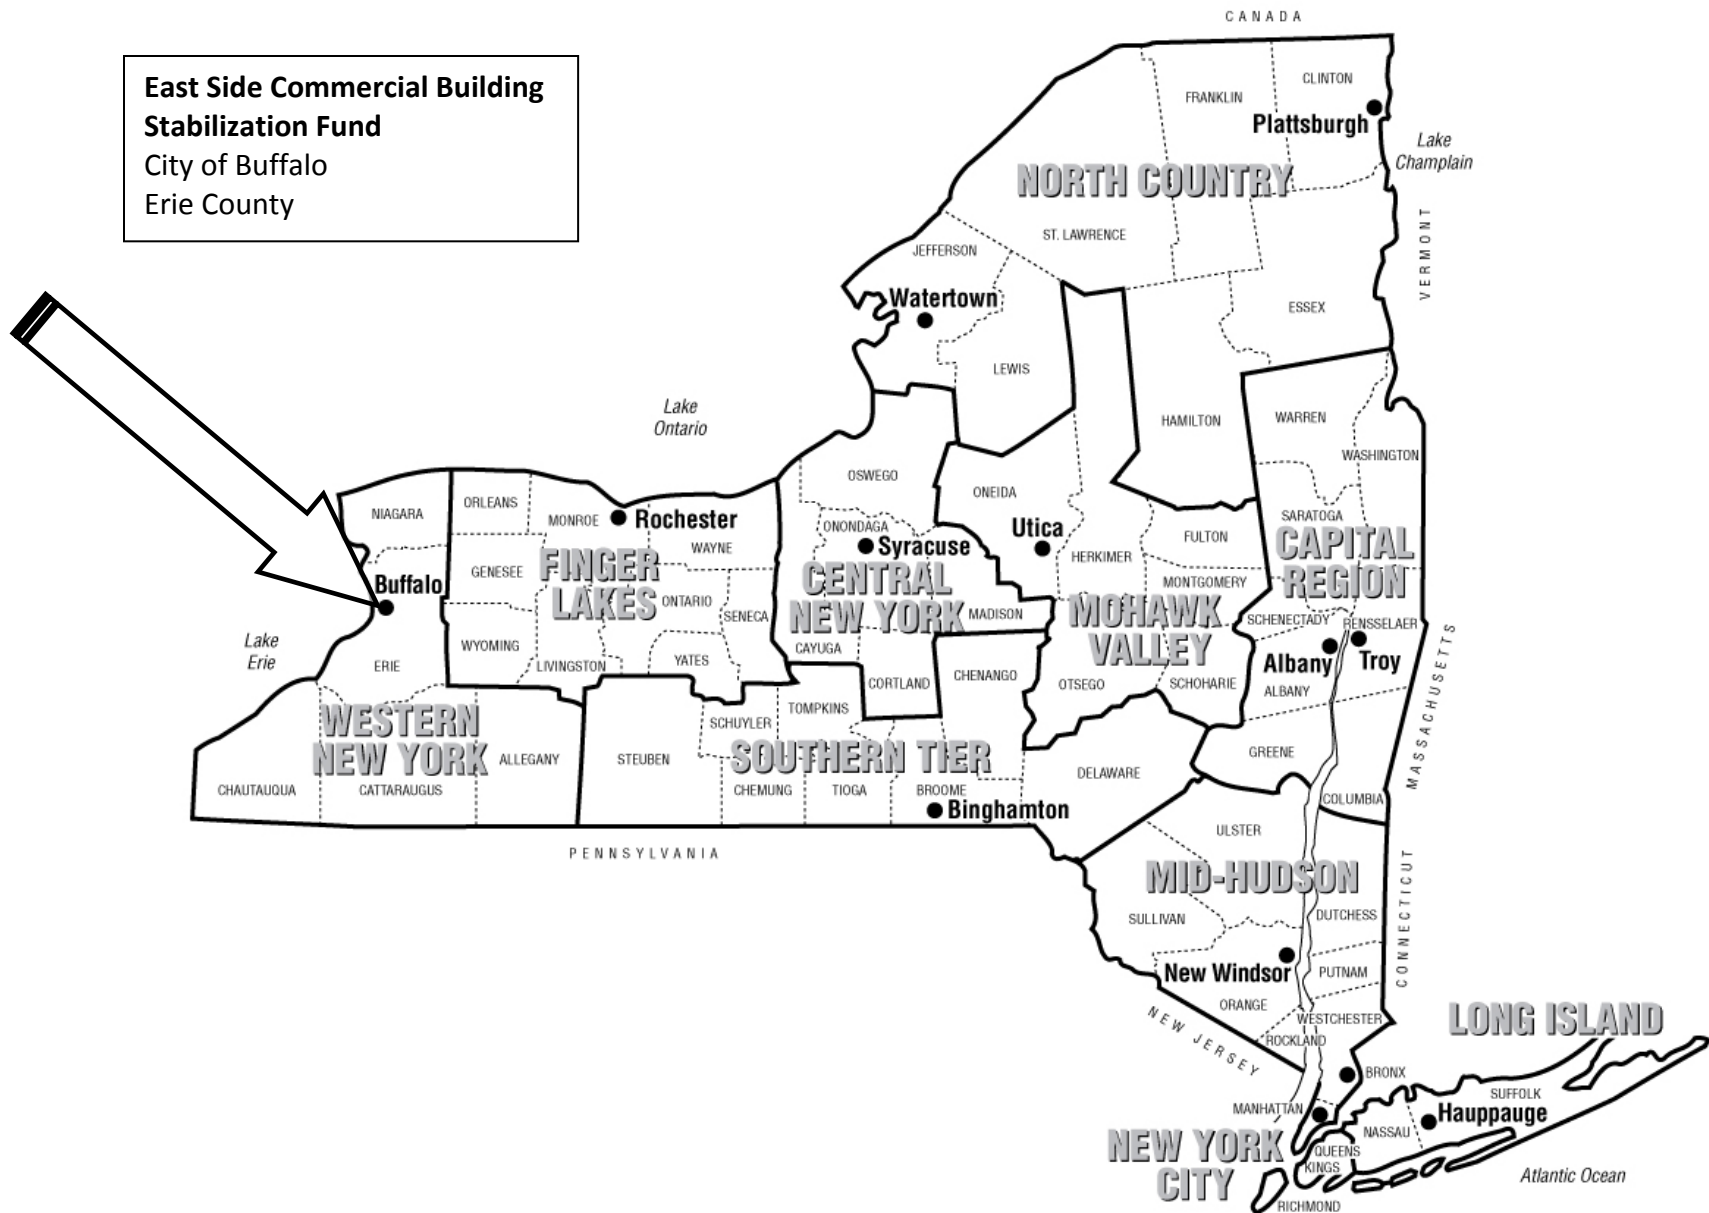 CANADA
East Side Commercial Building
Stabilization Fund
City of Buffalo
Erie County
CLINTON
FRANKLIN
Plattsburgh
Lake
Champlain
NORTH COUNTRY
VERMONT
ST. LAWRENCE
JEFFERSON
Watertown
ESSEX
LEWIS
Lake
Ontario
HAMILTON
WARREN
WASHINGTON
OSWEGO
ONEIDA
NIAGARA
ORLEANS
MONROE
Rochester
WAYNE
ONONDAGA
Syracuse
Utica
HERKIMER
FULTON
SARATOGA
CAPITAL
REGION
GENESEE
FINGER
LAKES
ONTARIO
SENECA
CENTRAL
NEW YORK
MADISON
MONTGOMERY
MOHAWK
VALLEY
SCHENECTADY
RENSSELAER
Buffalo
Lake
Erie
ERIE
WYOMING
LIVINGSTON
YATES
CAYUGA
CORTLAND
CHENANGO
OTSEGO
SCHOHARIE
Albany
Troy
ALBANY
MASSACHUSETTS
WESTERN
NEW YORK
CHAUTAUQUA
CATTARAUGUS
ALLEGANY
STEUBEN
SCHUYLER
TOMPKINS
SOUTHERN TIER
CHEMUNG
TIOGA
BROOME
Binghamton
DELAWARE
GREENE
COLUMBIA
PENNSYLVANIA
ULSTER
MID-HUDSON
SULLIVAN
DUTCHESS
CONNECTICUT
New Windsor
PUTNAM
ORANGE
WESTCHESTER
ROCKLAND
NEW JERSEY
LONG ISLAND
BRONX
MANHATTAN
SUFFOLK
Hauppauge
NASSAU
NEW YORK
CITY
QUEENS
KINGS
RICHMOND
Atlantic Ocean